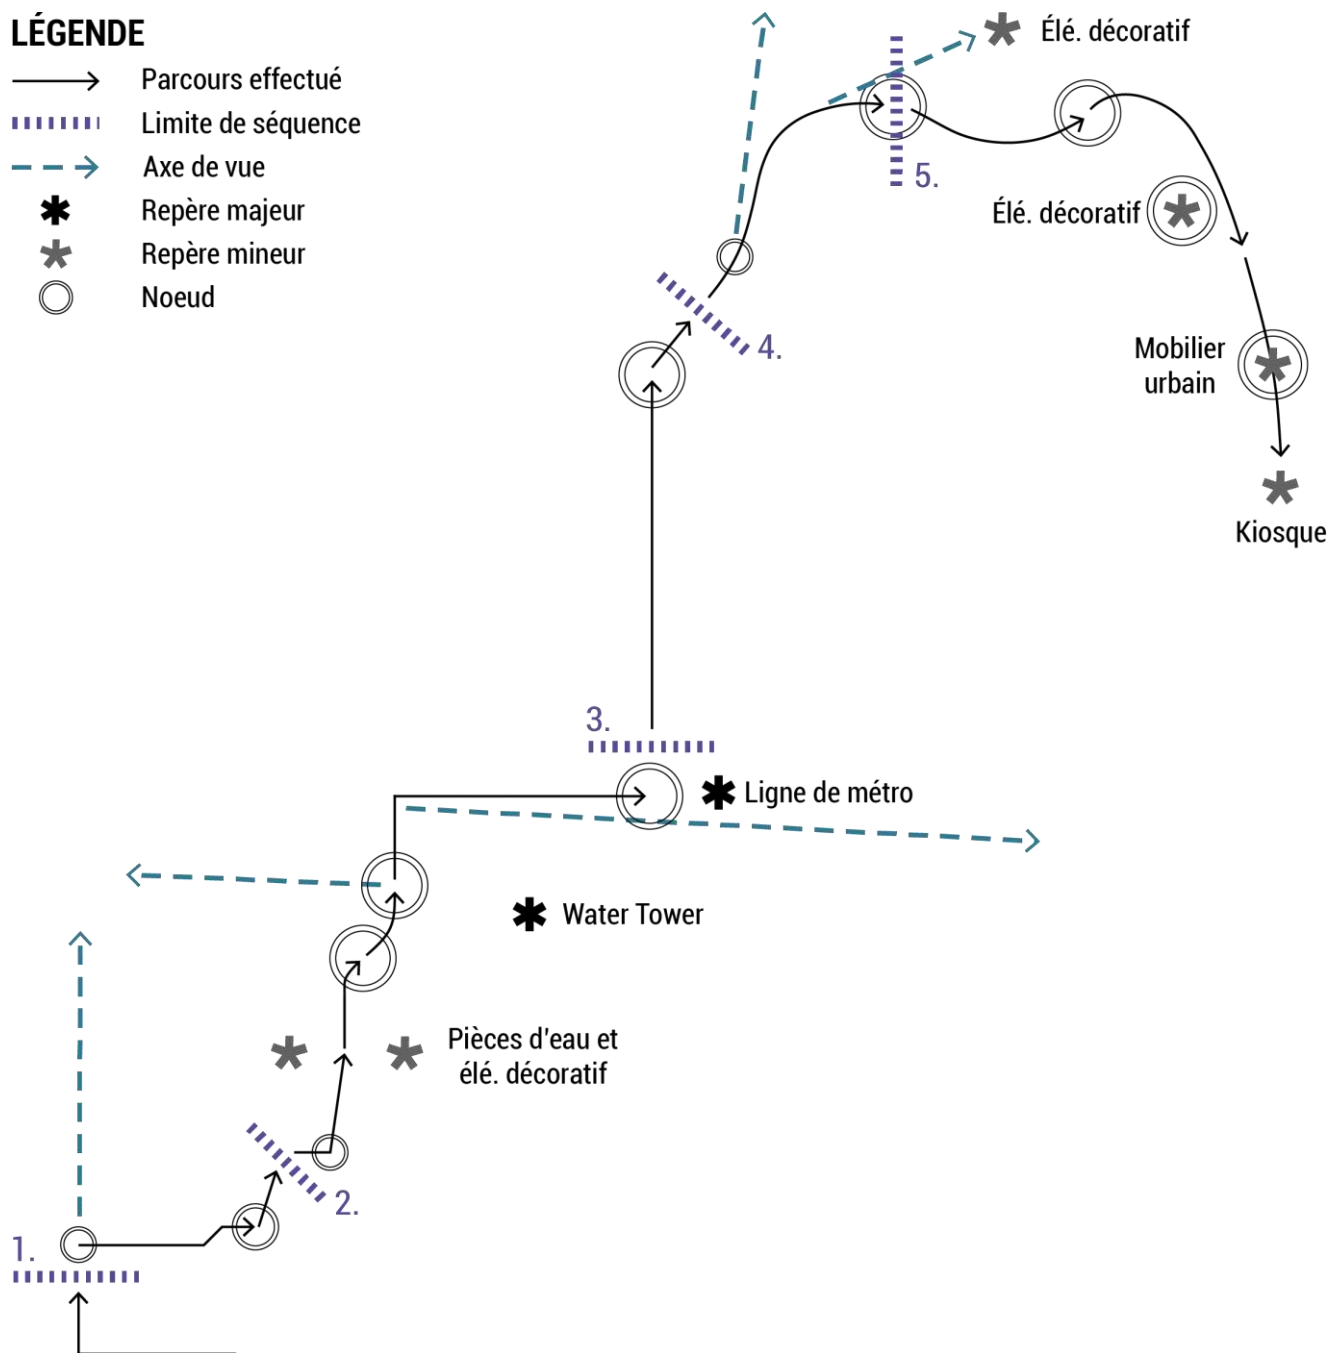 LÉGENDE
Parcours effectué
Limite de séquence
Axe de vue
Repère majeur
Repère mineur
Noeud
Élé. décoratif
5.
Élé. décoratif
4.
Mobilier
urbain
Kiosque
3.
Ligne de métro
Water Tower
Pièces d'eau et
élé. décoratif
2.
1.